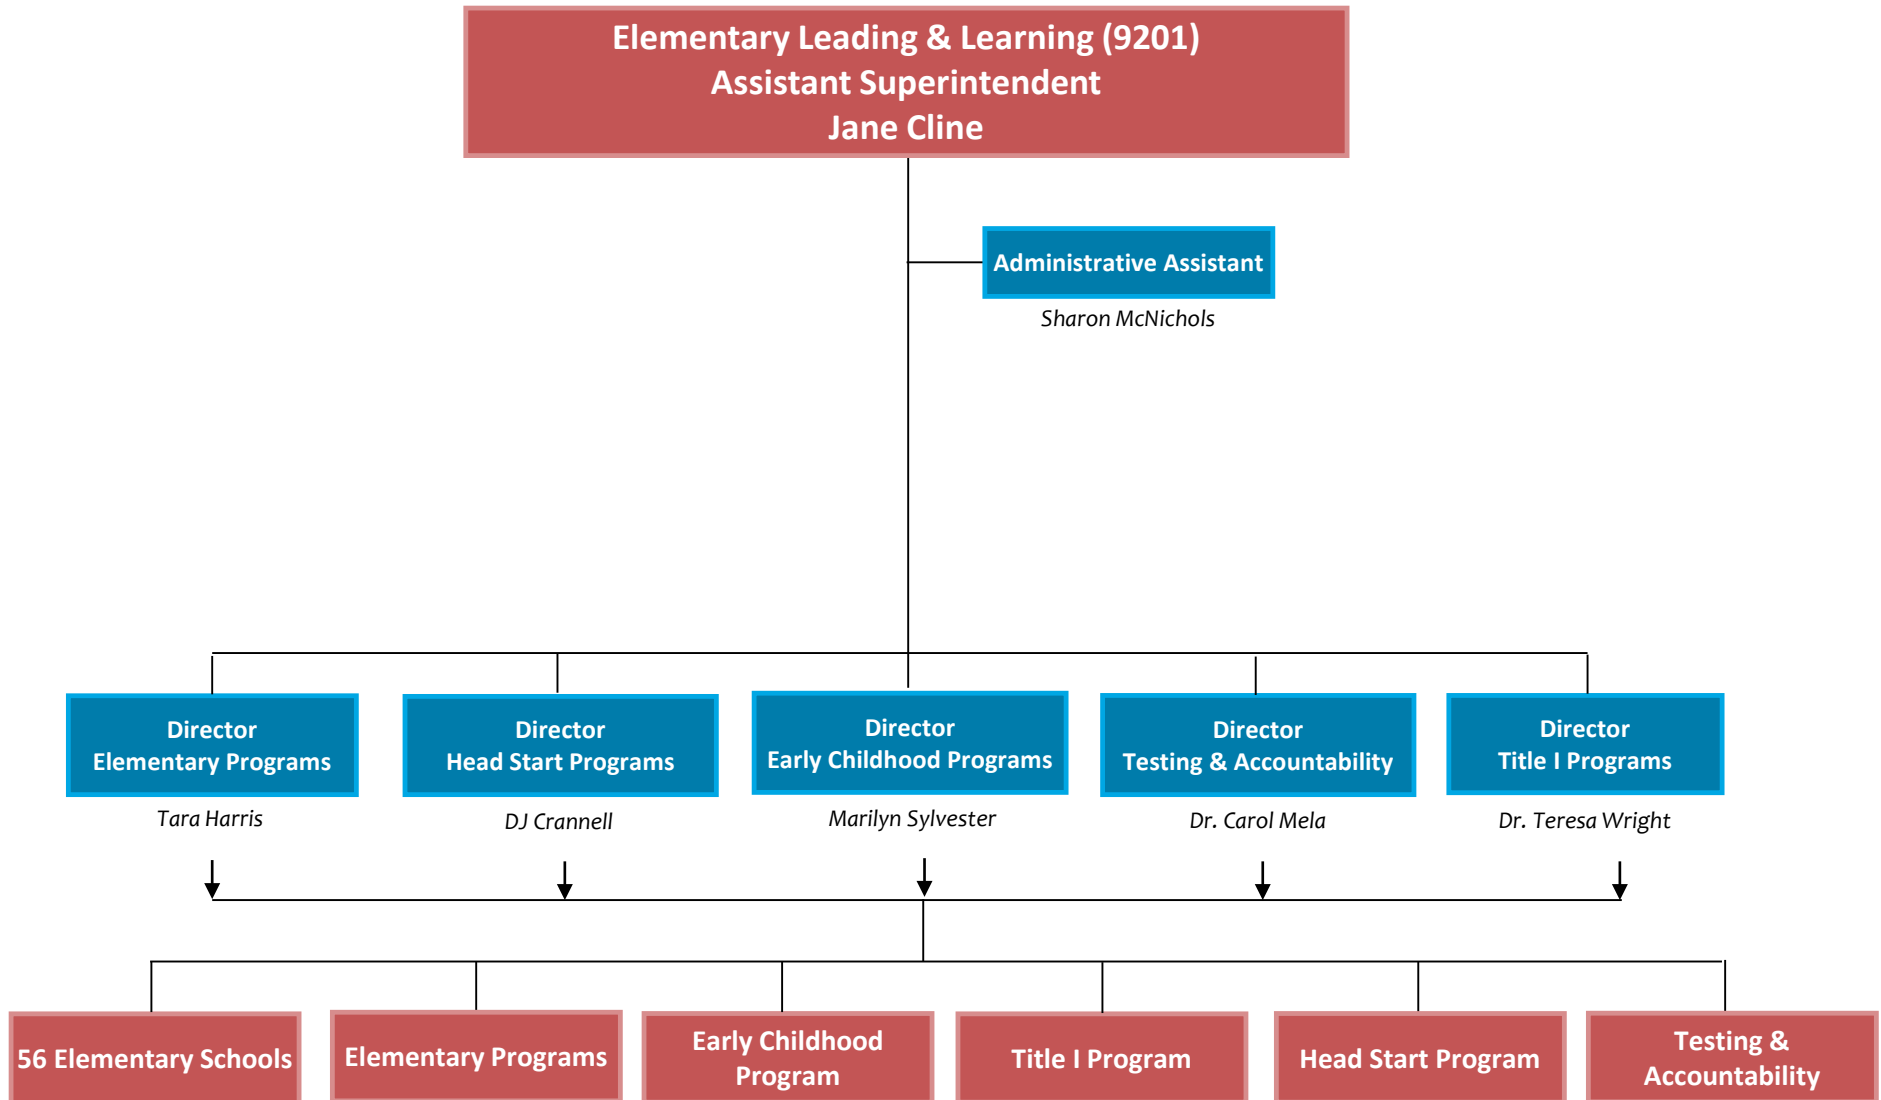 Elementary Leading & Learning (9201)
Assistant Superintendent
Jane Cline
Administrative Assistant
Sharon McNichols
Director
Elementary Programs
Tara Harris
Director
Head Start Programs
DJ Crannell
Director
Early Childhood Programs
Marilyn Sylvester
Director
Testing & Accountability
Dr. Carol Mela
Director
Title I Programs
Dr. Teresa Wright
56 Elementary Schools
Elementary Programs
Early Childhood
Program
Title I Program
Head Start Program
Testing &
Accountability